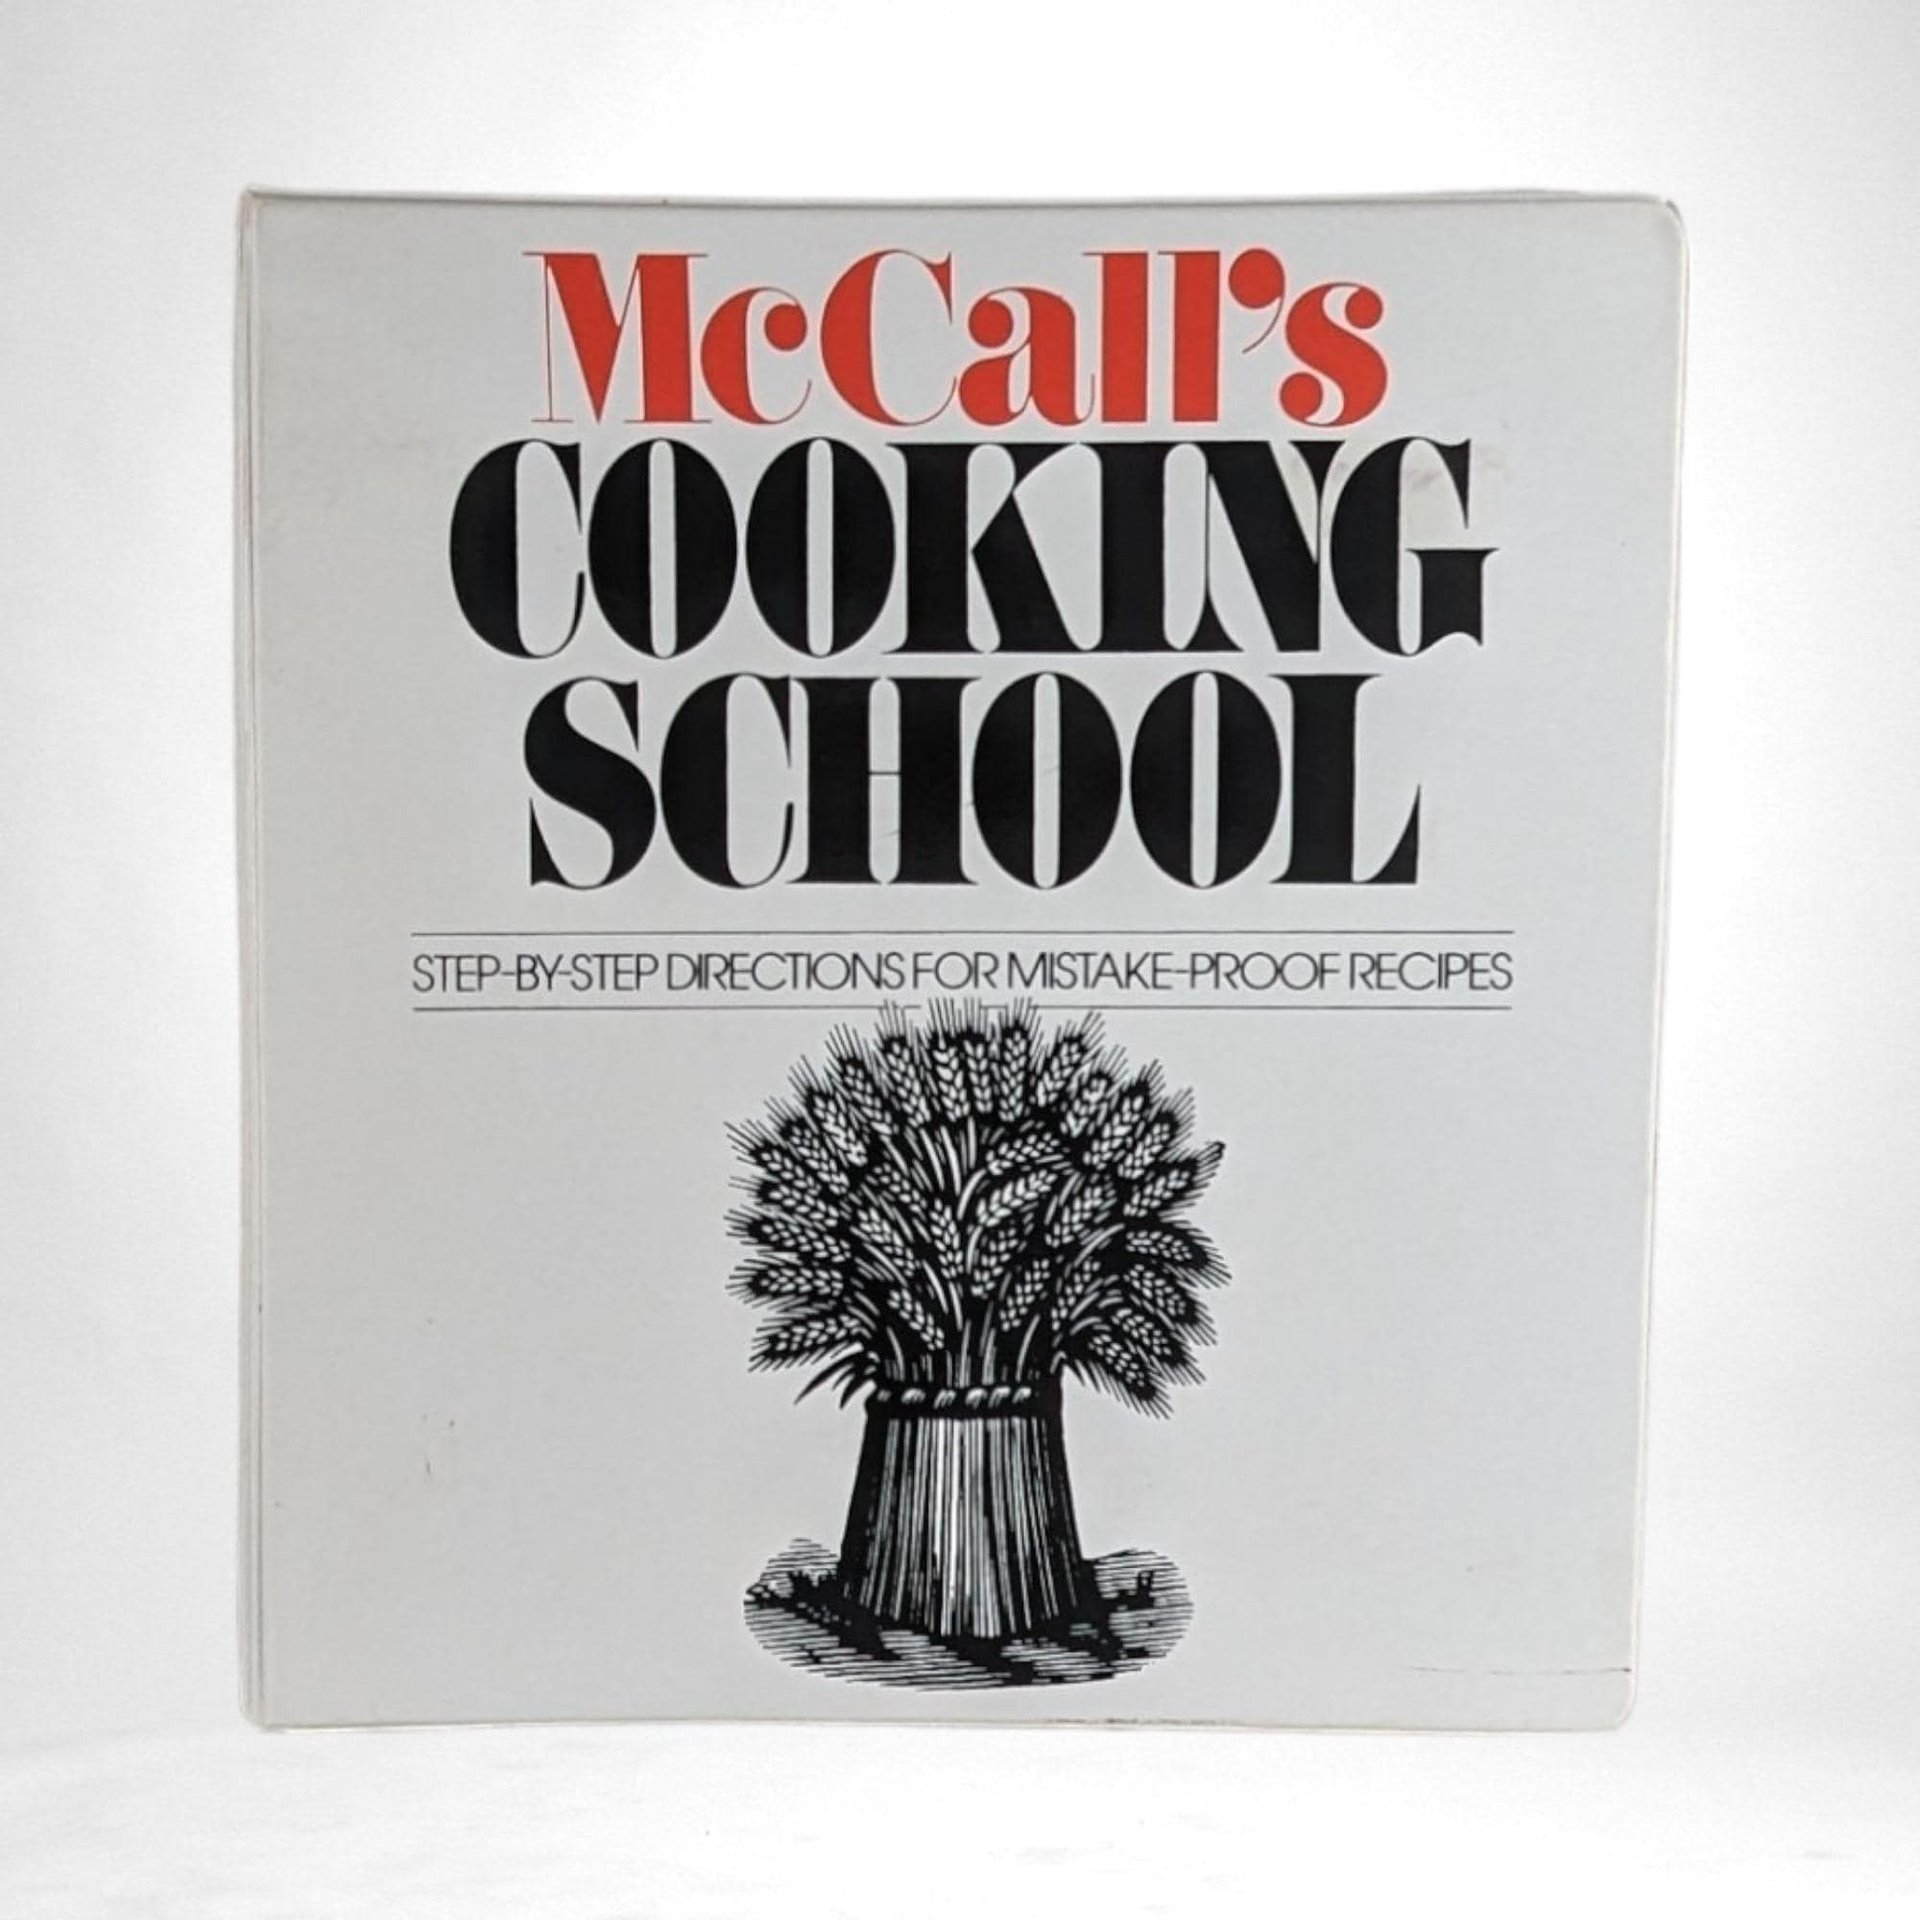 McCall's
COOKING
SCHOOL
STEP-BY-STEP DIRECTIONS FOR MISTAKE-PROOF RECIPES